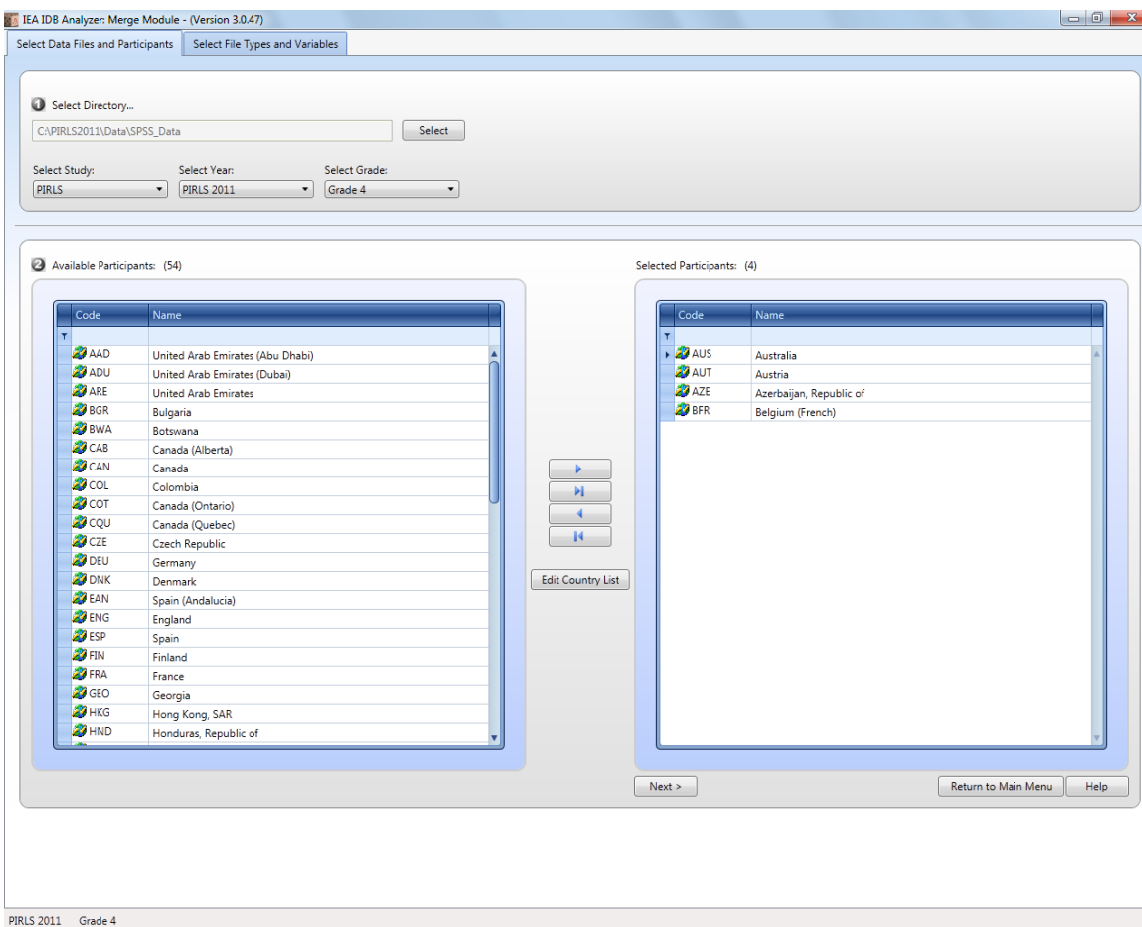 IEA IDB Analyzer: Merge Module - (Version 3.0.47)
Select Data Files and Participants Select File Types and Variables
1 Select Directory...
C:\PIRLS2011\Data\SPSS_Data Select
Select Study: Select Year: Select Grade:
PIRLS PIRLS 2011 Grade 4
2 Available Participants: (54)
Code Name
AAD United Arab Emirates (Abu Dhabi)
ADU United Arab Emirates (Dubai)
ARE United Arab Emirates
BGR Bulgaria
BWA Botswana
CAB Canada (Alberta)
CAN Canada
COL Colombia
COT Canada (Ontario)
CQU Canada (Quebec)
CZE Czech Republic
DEU Germany
DNK Denmark
EAN Spain (Andalucia)
ENG England
ESP Spain
FIN Finland
FRA France
GEO Georgia
HKG Hong Kong, SAR
HND Honduras, Republic of
Edit Country List
Selected Participants: (4)
Code Name
AUS Australia
AUT Austria
AZE Azerbaijan, Republic of
BFR Belgium (French)
Next > Return to Main Menu Help
PIRLS 2011 Grade 4